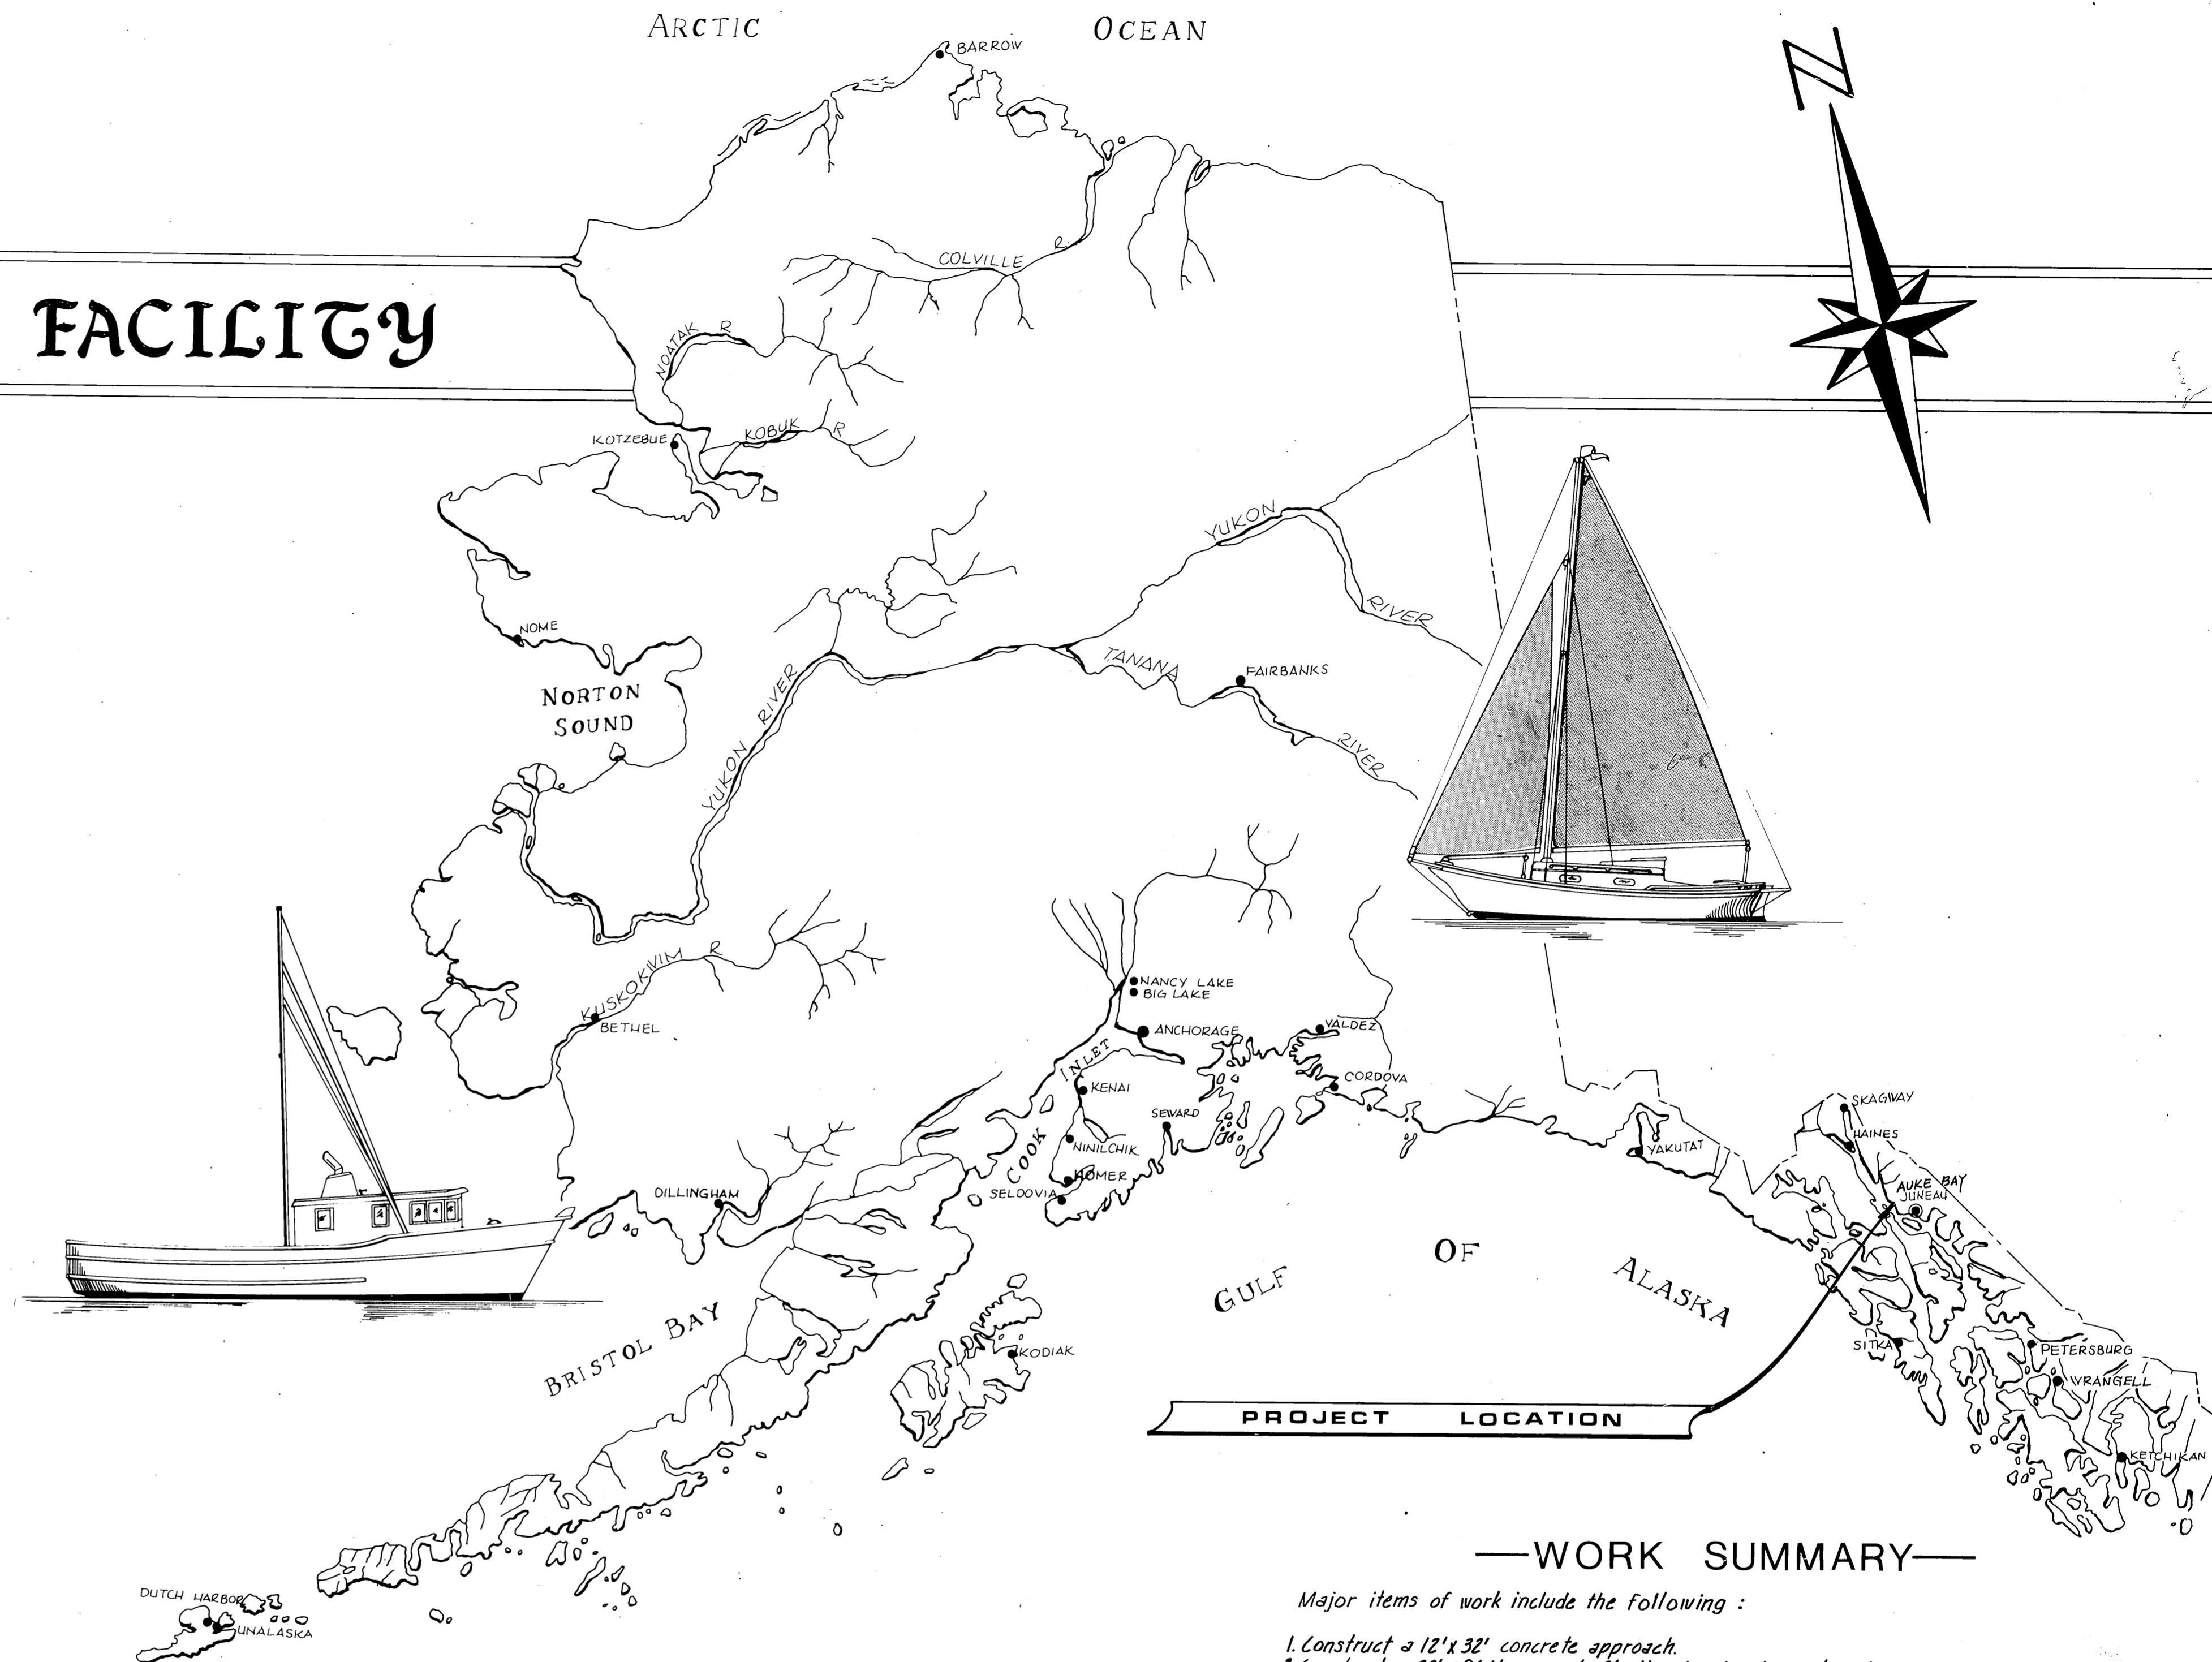 ARCTIC OCEAN
BARROW
COLVILLE R.
FACILITY
NOATAK R
KOTZEBUE
KOBUK R
YUKON
RIVER
NOME
TANANA
FAIRBANKS
RIVER
NORTON
SOUND
YUKON RIVER
KUSKOKWIM R
BETHEL
NANCY LAKE
BIG LAKE
ANCHORAGE
VALDEZ
COOK INLET
KENAI
CORDOVA
SEWARD
SKAGWAY
HAINES
NINILCHIK
YAKUTAT
HOMER
SELDOVIA
DILLINGHAM
AUKE BAY
JUNEAU
GULF OF ALASKA
BRISTOL BAY
KODIAK
SITKA
PETERSBURG
WRANGELL
PROJECT LOCATION
KETCHIKAN
DUTCH HARBOR
UNALASKA
N
—WORK SUMMARY—
Major items of work include the following :
1. Construct a 12'x 32' concrete approach.